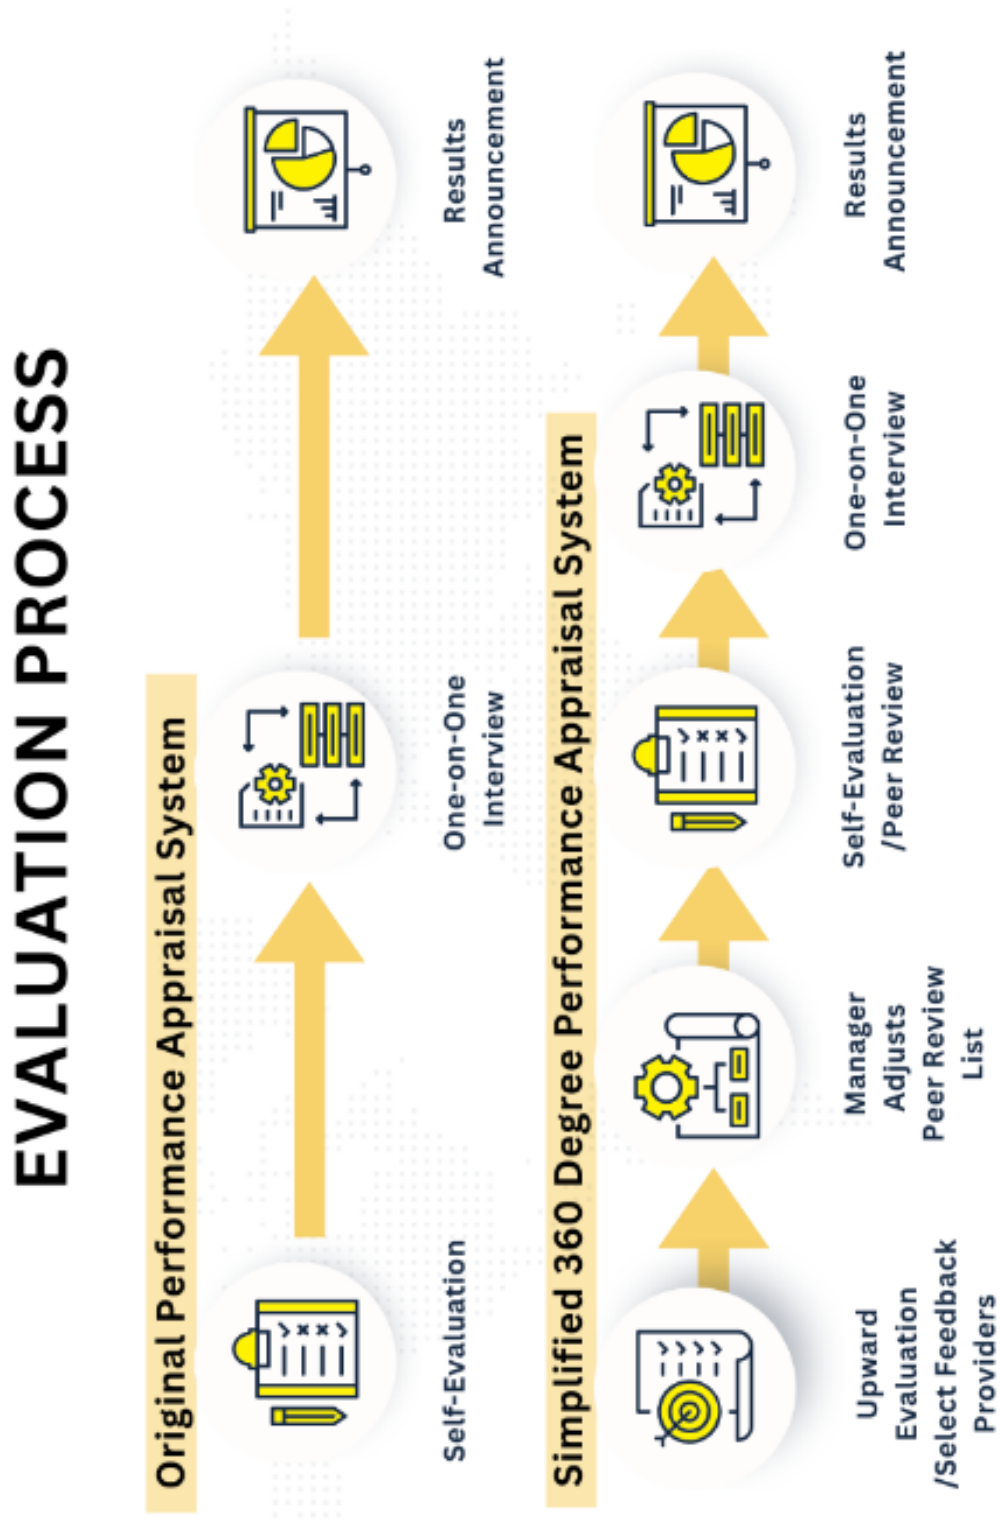 EVALUATION PROCESS
Original Performance Appraisal System
Self-Evaluation
One-on-One
Interview
Results
Announcement
Simplified 360 Degree Performance Appraisal System
Upward
Evaluation
/Select Feedback
Providers
Manager
Adjusts
Peer Review
List
Self-Evaluation
/Peer Review
One-on-One
Interview
Results
Announcement